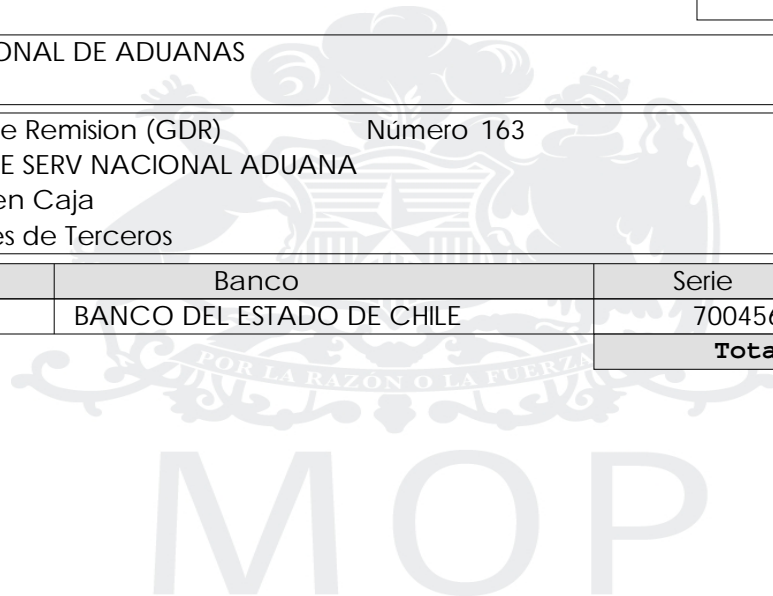 ONAL DE ADUANAS
e Remision (GDR) Número 163
E SERV NACIONAL ADUANA
en Caja
es de Terceros
Banco Serie
BANCO DEL ESTADO DE CHILE 700456
Tota
POR LA RAZÓN O LA FUERZA
MOP